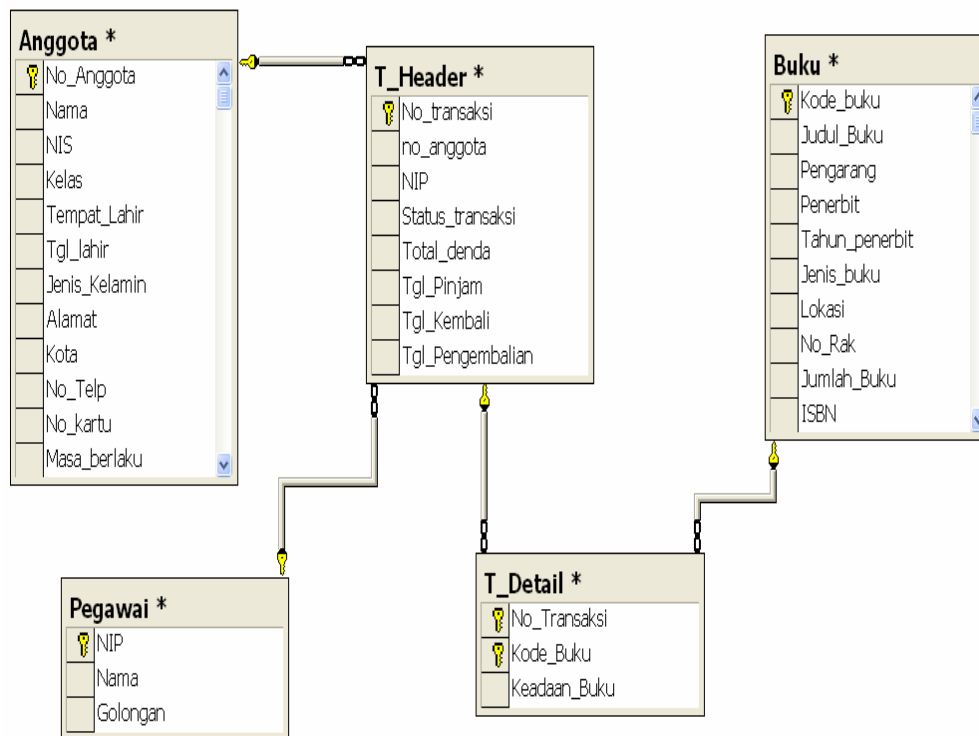 Anggota *
No_Anggota
Nama
NIS
Kelas
Tempat_Lahir
Tgl_lahir
Jenis_Kelamin
Alamat
Kota
No_Telp
No_kartu
Masa_berlaku
T_Header *
No_transaksi
no_anggota
NIP
Status_transaksi
Total_denda
Tgl_Pinjam
Tgl_Kembali
Tgl_Pengembalian
Buku *
Kode_buku
Judul_Buku
Pengarang
Penerbit
Tahun_penerbit
Jenis_buku
Lokasi
No_Rak
Jumlah_Buku
ISBN
Pegawai *
NIP
Nama
Golongan
T_Detail *
No_Transaksi
Kode_Buku
Keadaan_Buku